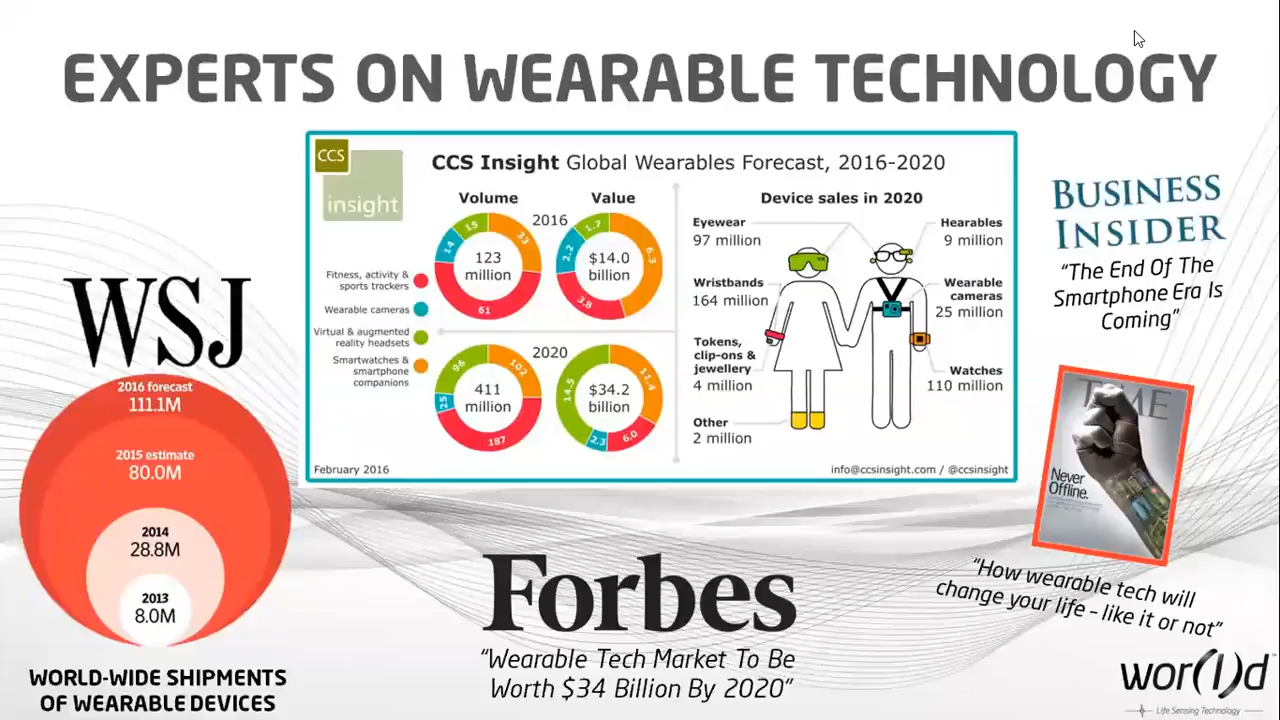 EXPERTS ON WEARABLE TECHNOLOGY
CCS
insight
CCS Insight Global Wearables Forecast, 2016-2020
Volume
Value
2016
15
33
14
61
123
million
1.7
6.3
2.2
3.8
$14.0
billion
Fitness, activity &
sports trackers
Wearable cameras
Virtual & augmented
reality headsets
Smartwatches &
smartphone
companions
2020
96
102
25
187
411
million
14.5
11.4
2.3
6.0
$34.2
billion
February 2016
Device sales in 2020
Eyewear
97 million
Wristbands
164 million
Tokens,
clip-ons &
jewellery
4 million
Other
2 million
VR
Hearables
9 million
Wearable
cameras
25 million
Watches
110 million
info@ccsinsight.com / @ccsinsight
WSJ
2016 forecast
111.1M
2015 estimate
80.0M
2014
28.8M
2013
8.0M
WORLD-WIDE SHIPMENTS
OF WEARABLE DEVICES
Forbes
“Wearable Tech Market To Be
Worth $34 Billion By 2020”
BUSINESS
INSIDER
“The End Of The
Smartphone Era Is
Coming”
TIME
Never
Offline.
“How wearable tech will
change your life – like it or not”
wor(l)d
Life Sensing Technology